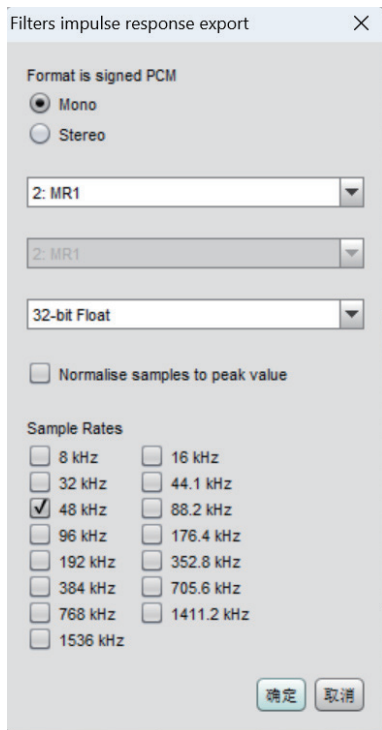 Filters impulse response export
Format is signed PCM
Mono
Stereo
2: MR1
2: MR1
32-bit Float
Normalise samples to peak value
Sample Rates
8 kHz 16 kHz
32 kHz 44.1 kHz
48 kHz 88.2 kHz
96 kHz 176.4 kHz
192 kHz 352.8 kHz
384 kHz 705.6 kHz
768 kHz 1411.2 kHz
1536 kHz
确定 取消